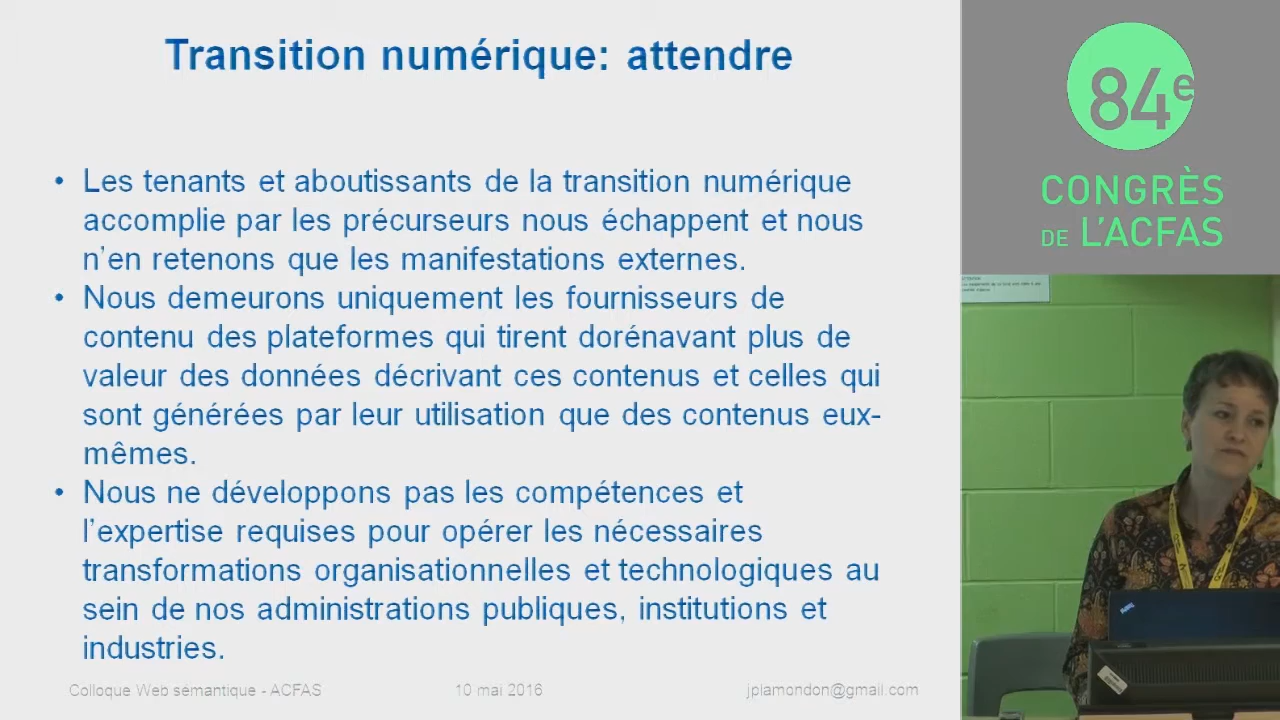 Transition numérique: attendre
• Les tenants et aboutissants de la transition numérique
accomplie par les précurseurs nous échappent et nous
n'en retenons que les manifestations externes.
• Nous demeurons uniquement les fournisseurs de
contenu des plateformes qui tirent dorénavant plus de
valeur des données décrivant ces contenus et celles qui
sont générées par leur utilisation que des contenus eux-
mêmes.
• Nous ne développons pas les compétences et
l'expertise requises pour opérer les nécessaires
transformations organisationnelles et technologiques au
sein de nos administrations publiques, institutions et
industries.
Colloque Web sémantique - ACFAS 10 mai 2016 jplamondon@gmail.com
84e
CONGRÈS
DE L'ACFAS